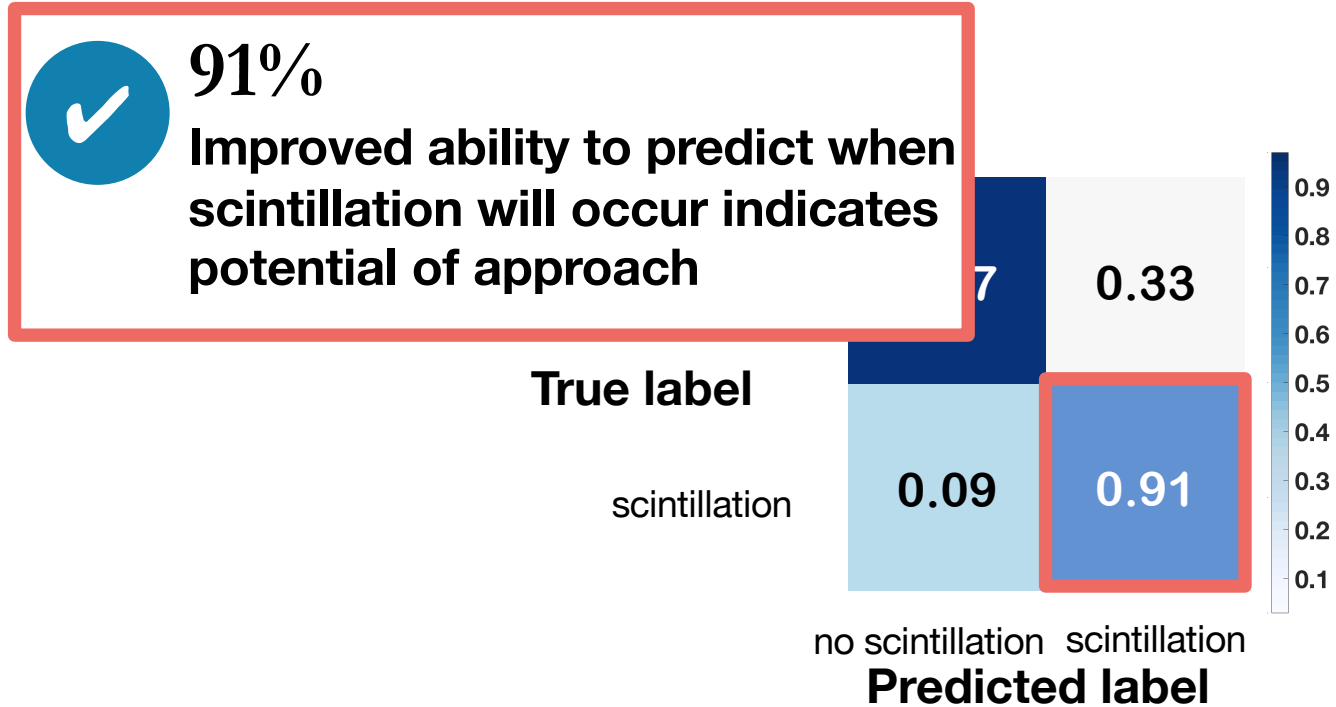 91%
Improved ability to predict when
scintillation will occur indicates
potential of approach
7 0.33
True label
scintillation 0.09 0.91
no scintillation scintillation
Predicted label
0.9
0.8
0.7
0.6
0.5
0.4
0.3
0.2
0.1